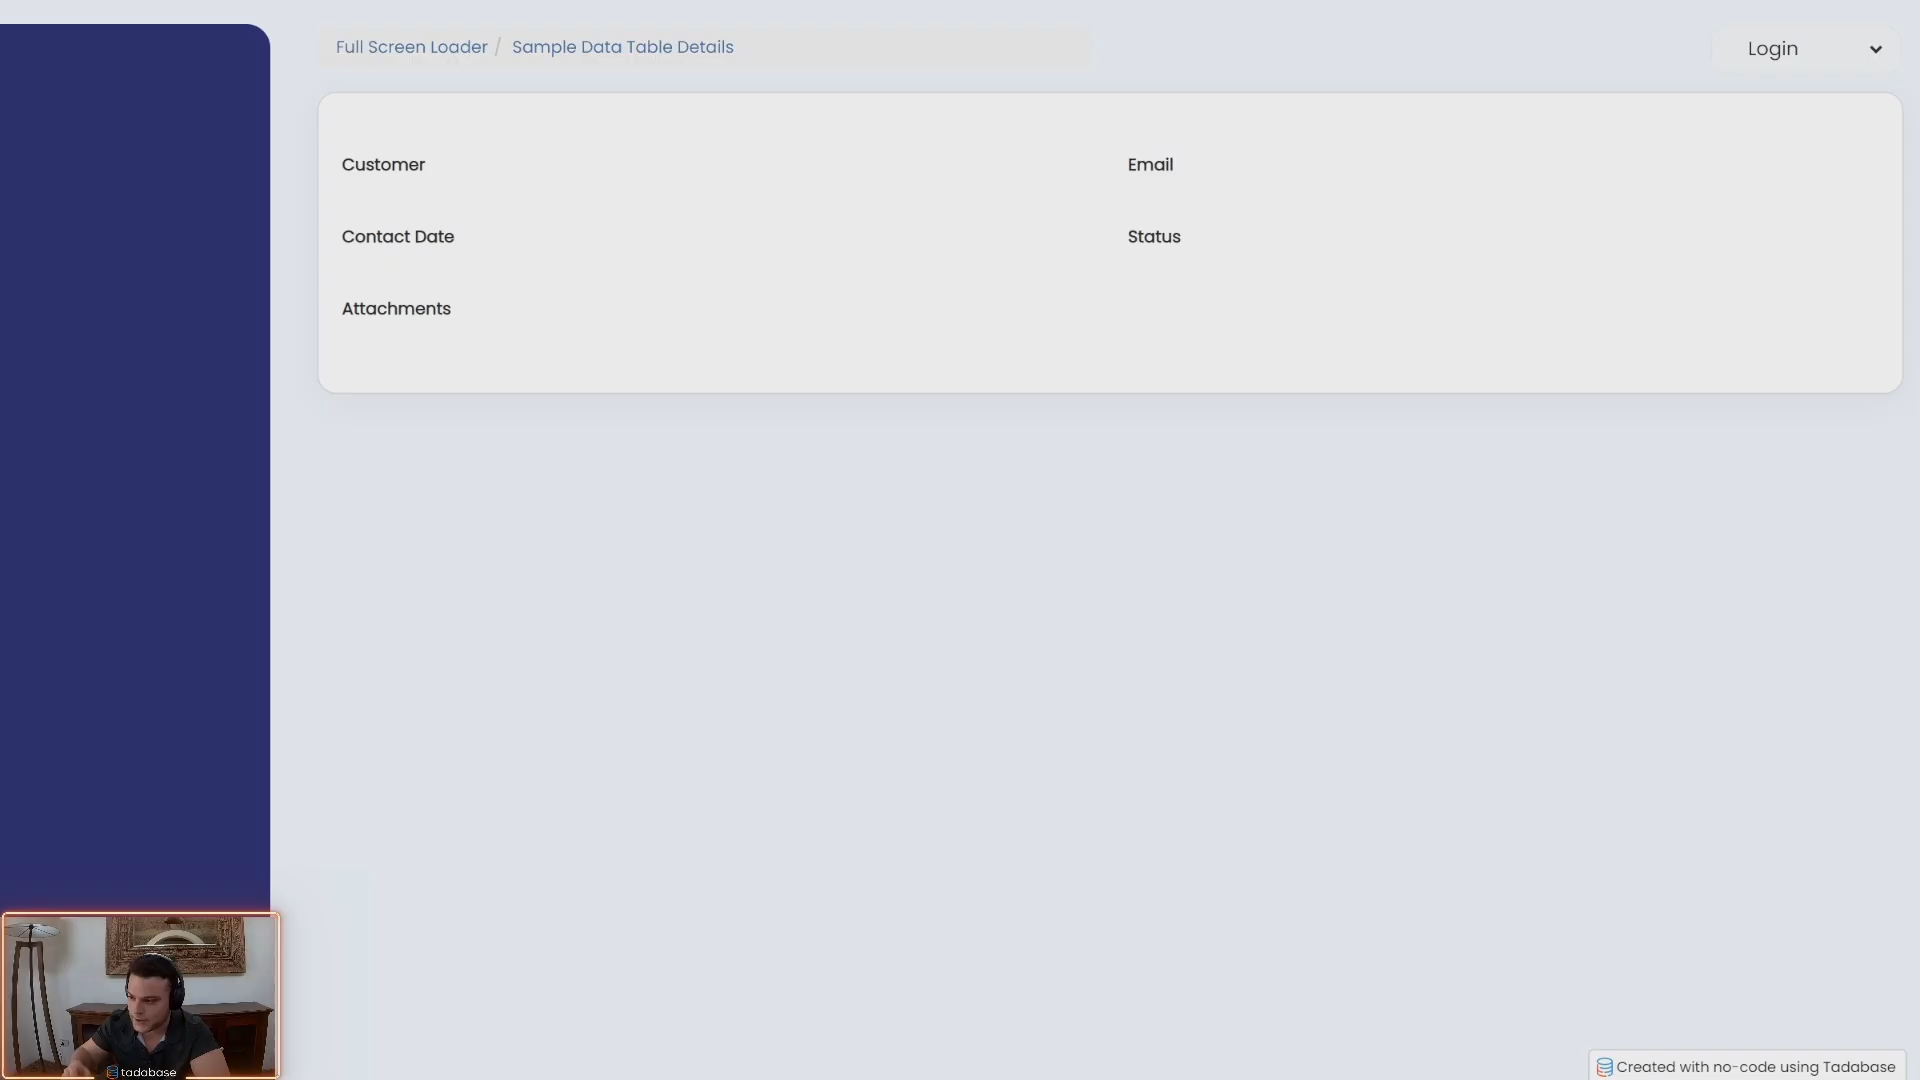 Full Screen Loader / Sample Data Table Details
Login
Customer
Email
Contact Date
Status
Attachments
tadabase
Created with no-code using Tadabase